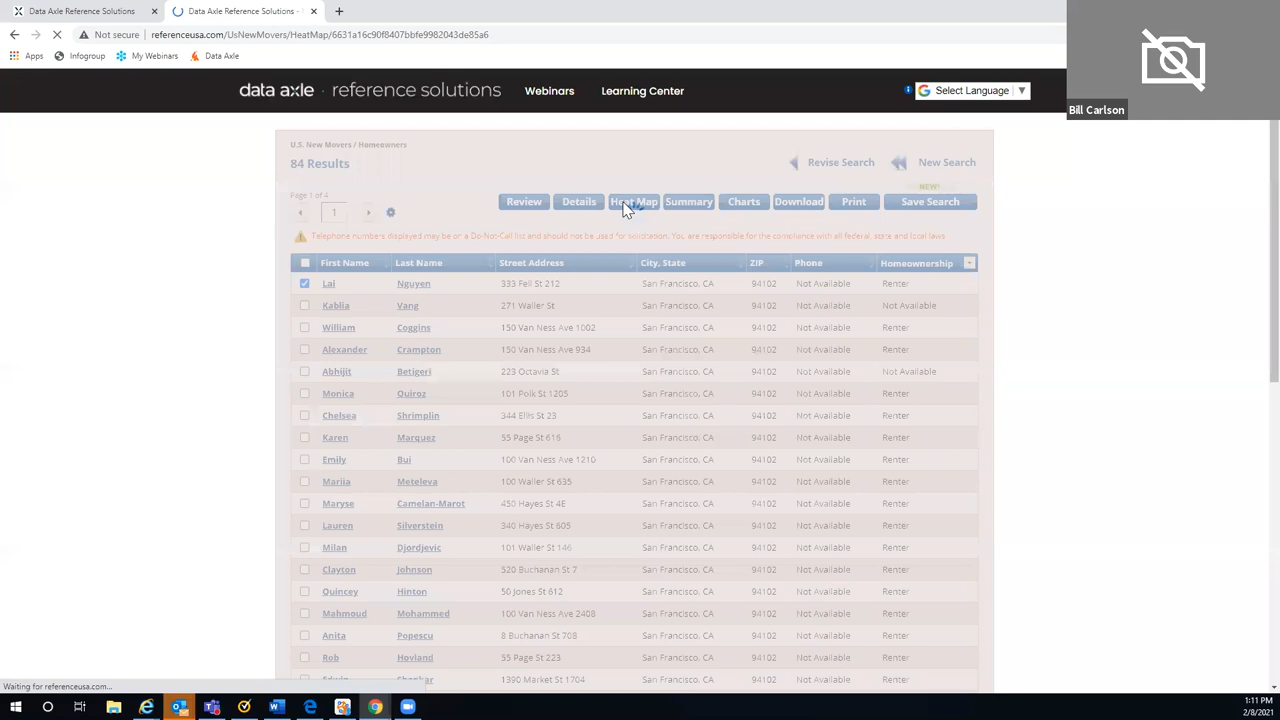 Data Axle Reference Solutions
Data Axle Reference Solutions -
Not secure referenceusa.com/UsNewMovers/HeatMap/6631a16c90f8407bbfe9982043de85a6
Apps Infogroup My Webinars Data Axle
Bill Carlson
data axle reference solutions Webinars Learning Center Select Language
U.S. New Movers / Homeowners
84 Results Revise Search New Search
NEW!
Page 1 of 4
1
Review Details Heat Map Summary Charts Download Print Save Search
Telephone numbers displayed may be on a Do-Not-Call list and should not be used for solicitation. You are responsible for the compliance with all federal, state and local laws
First Name Last Name Street Address City, State ZIP Phone Homeownership
Lai Nguyen 333 Fell St 212 San Francisco, CA 94102 Not Available Renter
Kablia Vang 271 Waller St San Francisco, CA 94102 Not Available Not Available
William Coggins 150 Van Ness Ave 1002 San Francisco, CA 94102 Not Available Renter
Alexander Crampton 150 Van Ness Ave 934 San Francisco, CA 94102 Not Available Renter
Abhijit Betigeri 223 Octavia St San Francisco, CA 94102 Not Available Not Available
Monica Quiroz 101 Polk St 1205 San Francisco, CA 94102 Not Available Renter
Chelsea Shrimplin 344 Ellis St 23 San Francisco, CA 94102 Not Available Renter
Karen Marquez 55 Page St 616 San Francisco, CA 94102 Not Available Renter
Emily Bui 100 Van Ness Ave 1210 San Francisco, CA 94102 Not Available Renter
Mariia Meteleva 100 Waller St 635 San Francisco, CA 94102 Not Available Renter
Maryse Camelan-Marot 450 Hayes St 4E San Francisco, CA 94102 Not Available Renter
Lauren Silverstein 340 Hayes St 605 San Francisco, CA 94102 Not Available Renter
Milan Djordjevic 101 Waller St 146 San Francisco, CA 94102 Not Available Renter
Clayton Johnson 520 Buchanan St 7 San Francisco, CA 94102 Not Available Renter
Quincey Hinton 50 Jones St 612 San Francisco, CA 94102 Not Available Renter
Mahmoud Mohammed 100 Van Ness Ave 2408 San Francisco, CA 94102 Not Available Renter
Anita Popescu 8 Buchanan St 708 San Francisco, CA 94102 Not Available Renter
Rob Hovland 55 Page St 223 San Francisco, CA 94102 Not Available Renter
1390 Market St 1704 San Francisco, CA 94102 Not Available Renter
Waiting for referenceusa.com...
1:11 PM
2/8/2021